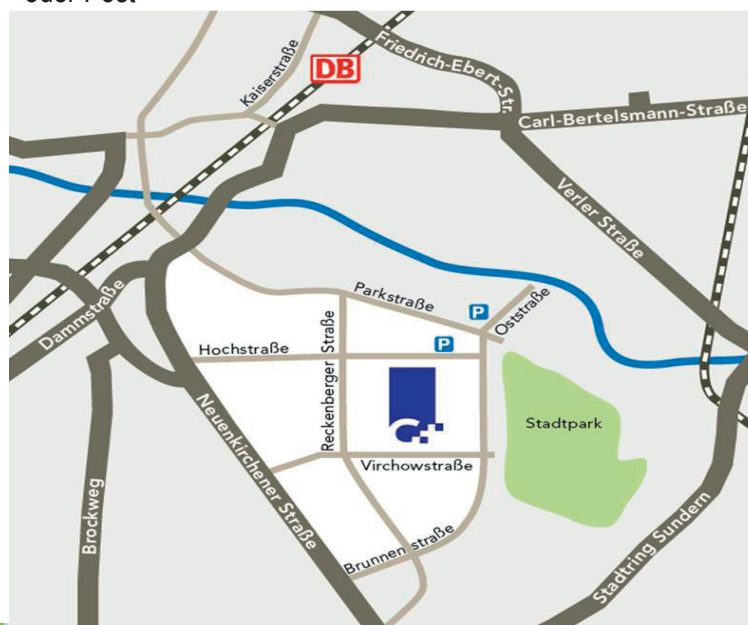 Friedrich-Ebert-Str.
Kaiserstraße
DB
Carl-Bertelsmann-Straße
Verler Straße
Parkstraße
P
Oststraße
Dammstraße
Hochstraße
P
Reckenberger Straße
Neuenkirchener Straße
Stadtpark
Virchowstraße
Brockweg
Brunnenstraße
Stadtring Sundern